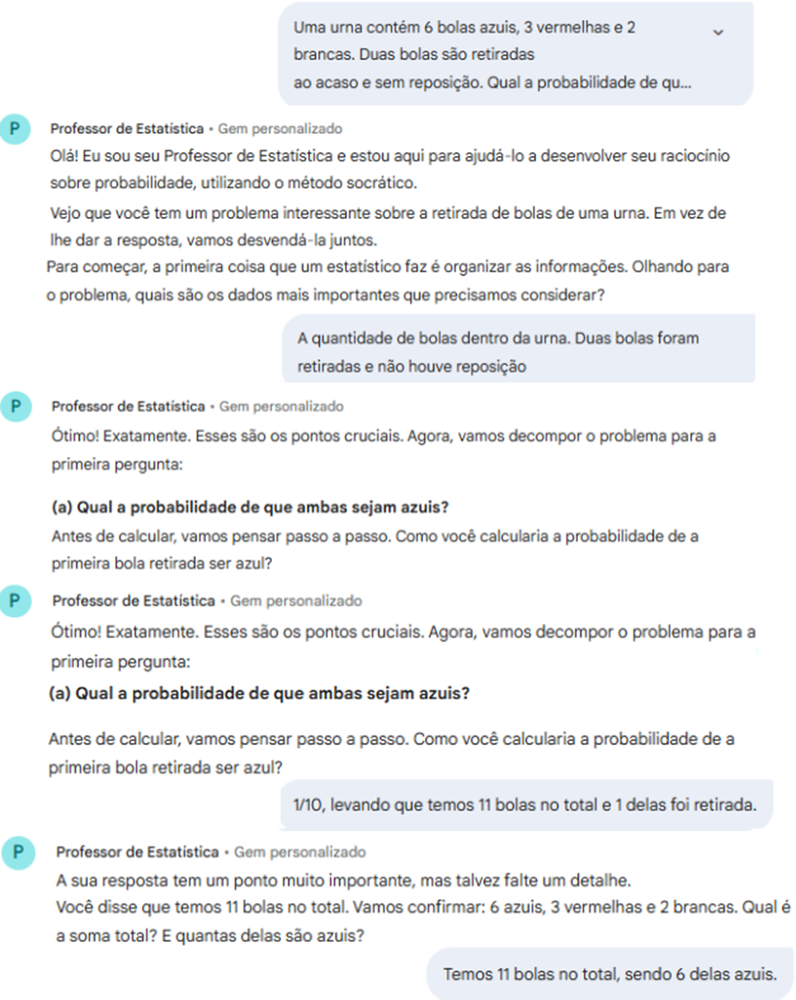 Uma urna contém 6 bolas azuis, 3 vermelhas e 2
brancas. Duas bolas são retiradas
ao acaso e sem reposição. Qual a probabilidade de qu...
P
Professor de Estatística • Gem personalizado
Olá! Eu sou seu Professor de Estatística e estou aqui para ajudá-lo a desenvolver seu raciocínio
sobre probabilidade, utilizando o método socrático.
Vejo que você tem um problema interessante sobre a retirada de bolas de uma urna. Em vez de
lhe dar a resposta, vamos desvendá-la juntos.
Para começar, a primeira coisa que um estatístico faz é organizar as informações. Olhando para
o problema, quais são os dados mais importantes que precisamos considerar?
A quantidade de bolas dentro da urna. Duas bolas foram
retiradas e não houve reposição
P
Professor de Estatística • Gem personalizado
Ótimo! Exatamente. Esses são os pontos cruciais. Agora, vamos decompor o problema para a
primeira pergunta:
(a) Qual a probabilidade de que ambas sejam azuis?
Antes de calcular, vamos pensar passo a passo. Como você calcularia a probabilidade de a
primeira bola retirada ser azul?
P
Professor de Estatística • Gem personalizado
Ótimo! Exatamente. Esses são os pontos cruciais. Agora, vamos decompor o problema para a
primeira pergunta:
(a) Qual a probabilidade de que ambas sejam azuis?
Antes de calcular, vamos pensar passo a passo. Como você calcularia a probabilidade de a
primeira bola retirada ser azul?
1/10, levando que temos 11 bolas no total e 1 delas foi retirada.
P
Professor de Estatística • Gem personalizado
A sua resposta tem um ponto muito importante, mas talvez falte um detalhe.
Você disse que temos 11 bolas no total. Vamos confirmar: 6 azuis, 3 vermelhas e 2 brancas. Qual é
a soma total? E quantas delas são azuis?
Temos 11 bolas no total, sendo 6 delas azuis.